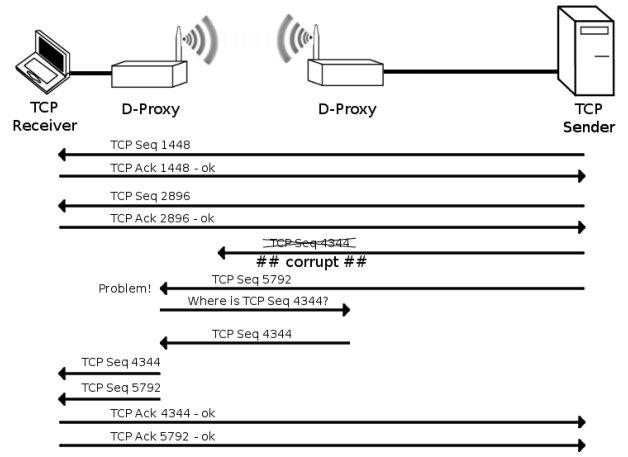 TCP Receiver
D-Proxy
D-Proxy
TCP Sender
TCP Seq 1448
TCP Ack 1448 - ok
TCP Seq 2896
TCP Ack 2896 - ok
TCP Seq 4344
## corrupt ##
TCP Seq 5792
Problem!
Where is TCP Seq 4344?
TCP Seq 4344
TCP Seq 4344
TCP Seq 5792
TCP Ack 4344 - ok
TCP Ack 5792 - ok